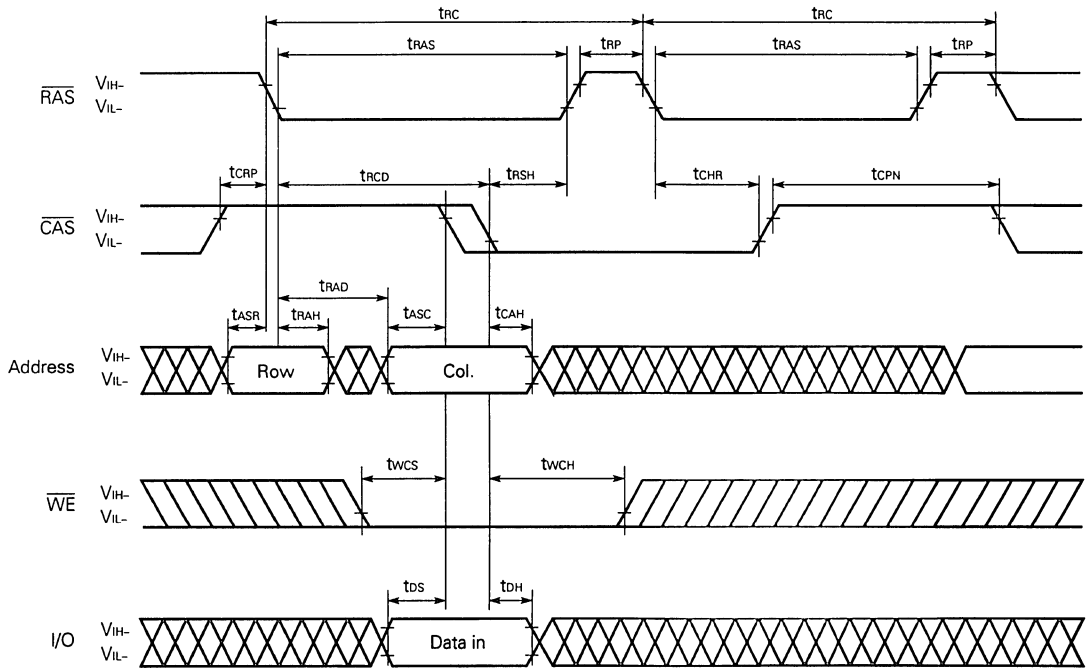 tRC tRC
tRAS tRP tRAS tRP
RAS VIH–
VIL–
tCRP tRCD tRSH tCHR tCPN
CAS VIH–
VIL–
tRAD
tASR tRAH tASC tCAH
Address VIH– Row Col.
VIL–
tWCS tWCH
WE VIH–
VIL–
tDS tDH
I/O VIH– Data in
VIL–